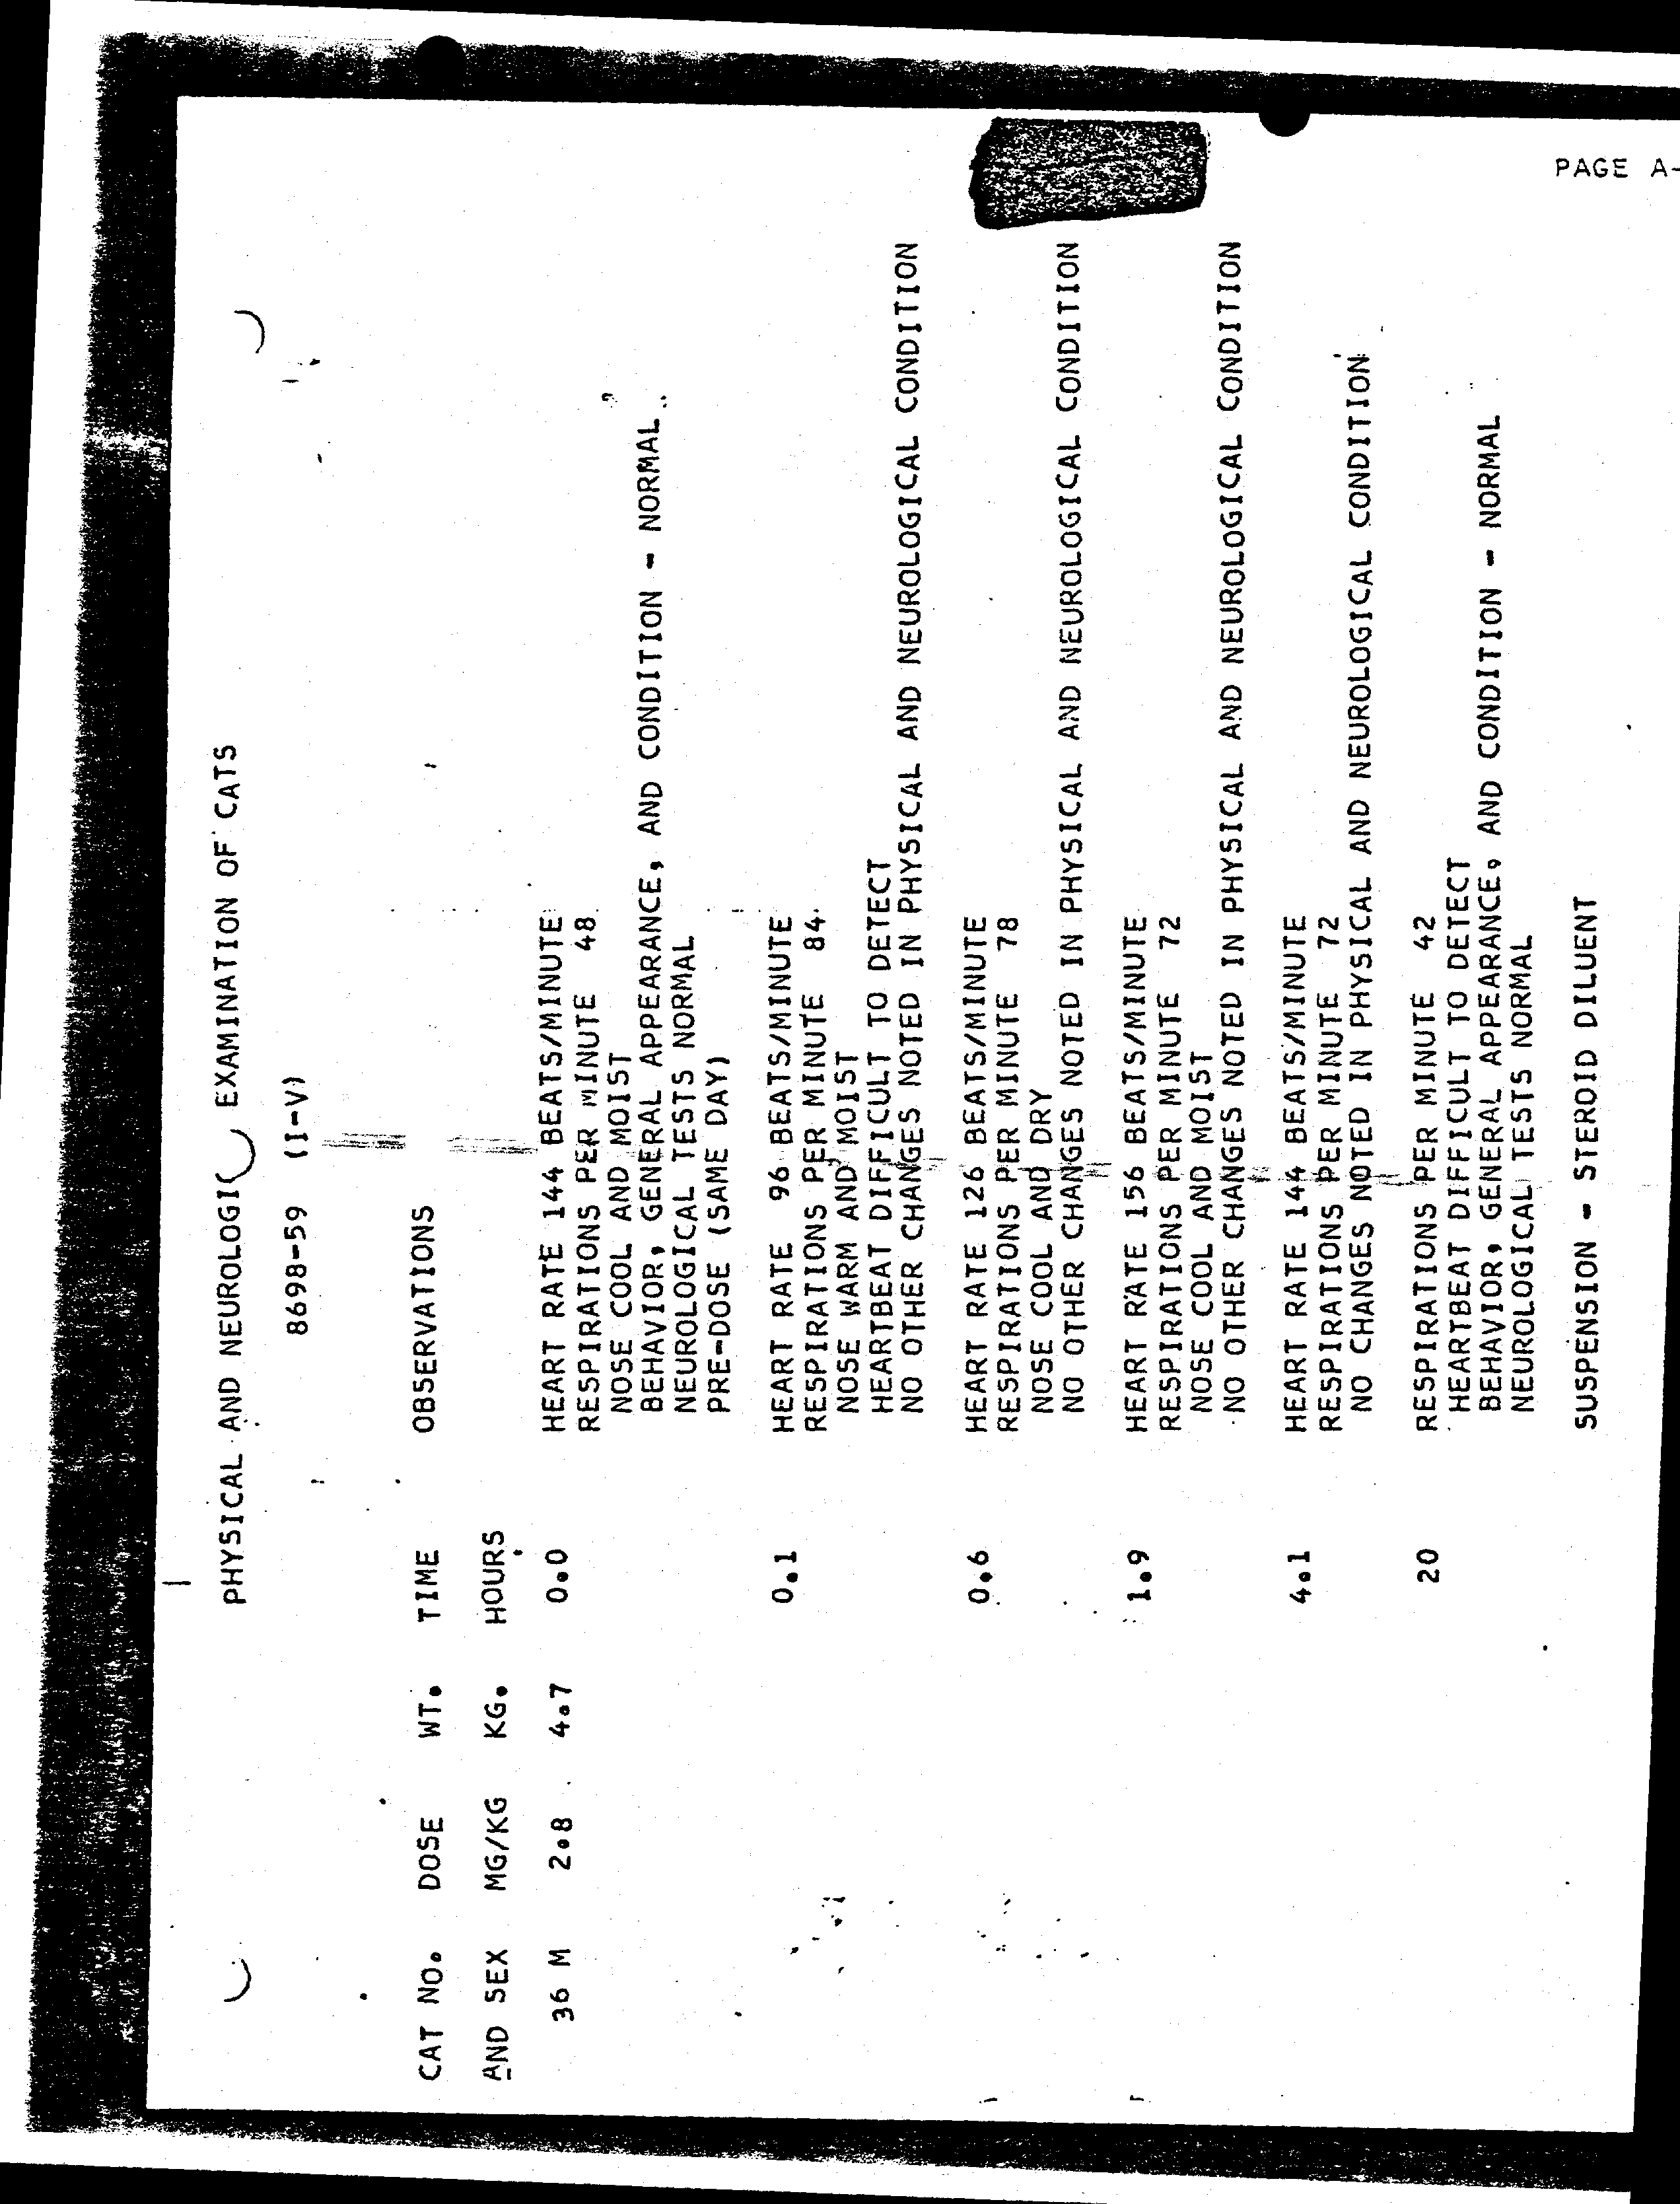 PAGE A-
PHYSICAL AND NEUROLOGIC EXAMINATION OF CATS
8698-59 (I-V)
CAT NO. DOSE WT. TIME OBSERVATIONS
AND SEX MG/KG KG. HOURS
36 M 2.8 4.7 0.0 HEART RATE 144 BEATS/MINUTE
RESPIRATIONS PER MINUTE 48
NOSE COOL AND MOIST
BEHAVIOR, GENERAL APPEARANCE, AND CONDITION - NORMAL
NEUROLOGICAL TESTS NORMAL
PRE-DOSE (SAME DAY)
0.1 HEART RATE 96 BEATS/MINUTE
RESPIRATIONS PER MINUTE 84
NOSE WARM AND MOIST
HEARTBEAT DIFFICULT TO DETECT
NO OTHER CHANGES NOTED IN PHYSICAL AND NEUROLOGICAL CONDITION
0.6 HEART RATE 126 BEATS/MINUTE
RESPIRATIONS PER MINUTE 78
NOSE COOL AND DRY
NO OTHER CHANGES NOTED IN PHYSICAL AND NEUROLOGICAL CONDITION
1.9 HEART RATE 156 BEATS/MINUTE
RESPIRATIONS PER MINUTE 72
NOSE COOL AND MOIST
NO OTHER CHANGES NOTED IN PHYSICAL AND NEUROLOGICAL CONDITION
4.1 HEART RATE 144 BEATS/MINUTE
RESPIRATIONS PER MINUTE 72
NO CHANGES NOTED IN PHYSICAL AND NEUROLOGICAL CONDITION
20 RESPIRATIONS PER MINUTE 42
HEARTBEAT DIFFICULT TO DETECT
BEHAVIOR, GENERAL APPEARANCE, AND CONDITION - NORMAL
NEUROLOGICAL TESTS NORMAL
SUSPENSION - STEROID DILUENT